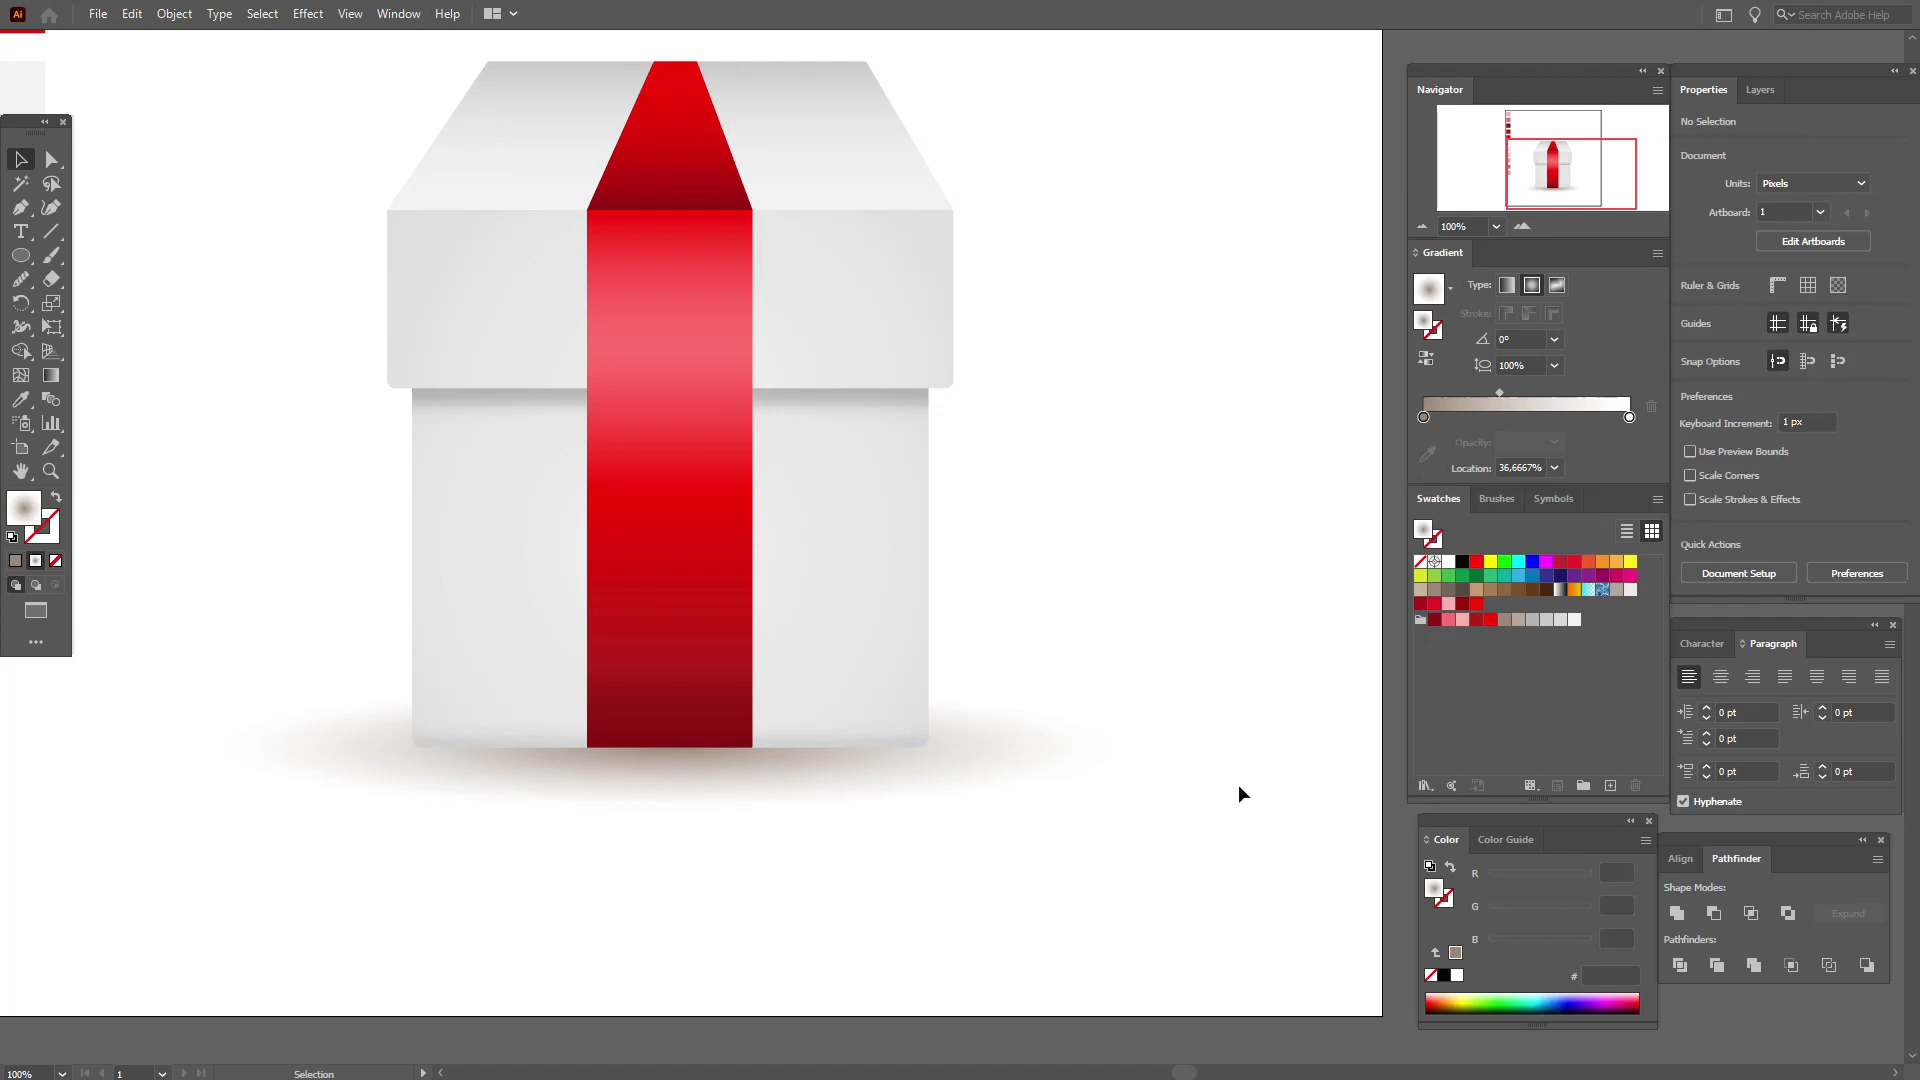 Ai
File Edit Object Type Select Effect View Window Help
Search Adobe Help
Navigator
100%
Gradient
Type:
Stroke:
0°
100%
Opacity:
Location: 36,6667%
Swatches Brushes Symbols
Color Color Guide
R
G
B
#
Properties Layers
No Selection
Document
Units: Pixels
Artboard: 1
Edit Artboards
Ruler & Grids
Guides
Snap Options
Preferences
Keyboard Increment: 1 px
Use Preview Bounds
Scale Corners
Scale Strokes & Effects
Quick Actions
Document Setup Preferences
Character Paragraph
0 pt 0 pt
0 pt
0 pt 0 pt
Hyphenate
Align Pathfinder
Shape Modes:
Expand
Pathfinders:
100% 1 Selection